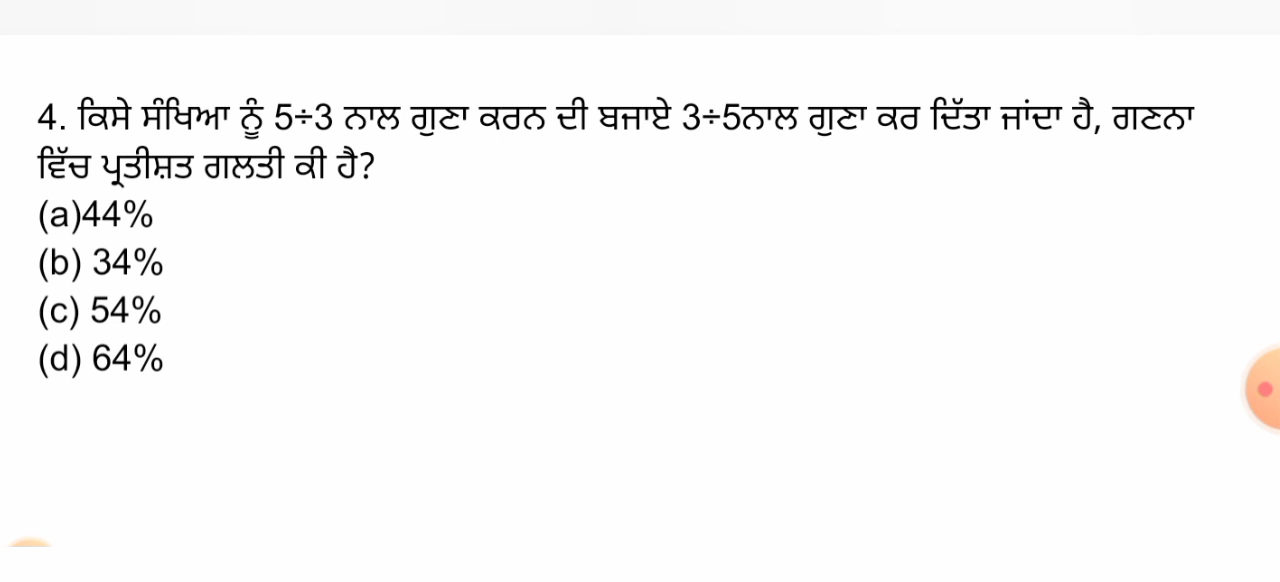 4. ਕਿਸੇ ਸੰਖਿਆ ਨੂੰ 5÷3 ਨਾਲ ਗੁਣਾ ਕਰਨ ਦੀ ਬਜਾਏ 3÷5ਨਾਲ ਗੁਣਾ ਕਰ ਦਿੱਤਾ ਜਾਂਦਾ ਹੈ, ਗਣਨਾ
ਵਿੱਚ ਪ੍ਰਤੀਸ਼ਤ ਗਲਤੀ ਕੀ ਹੈ?
(a)44%
(b) 34%
(c) 54%
(d) 64%